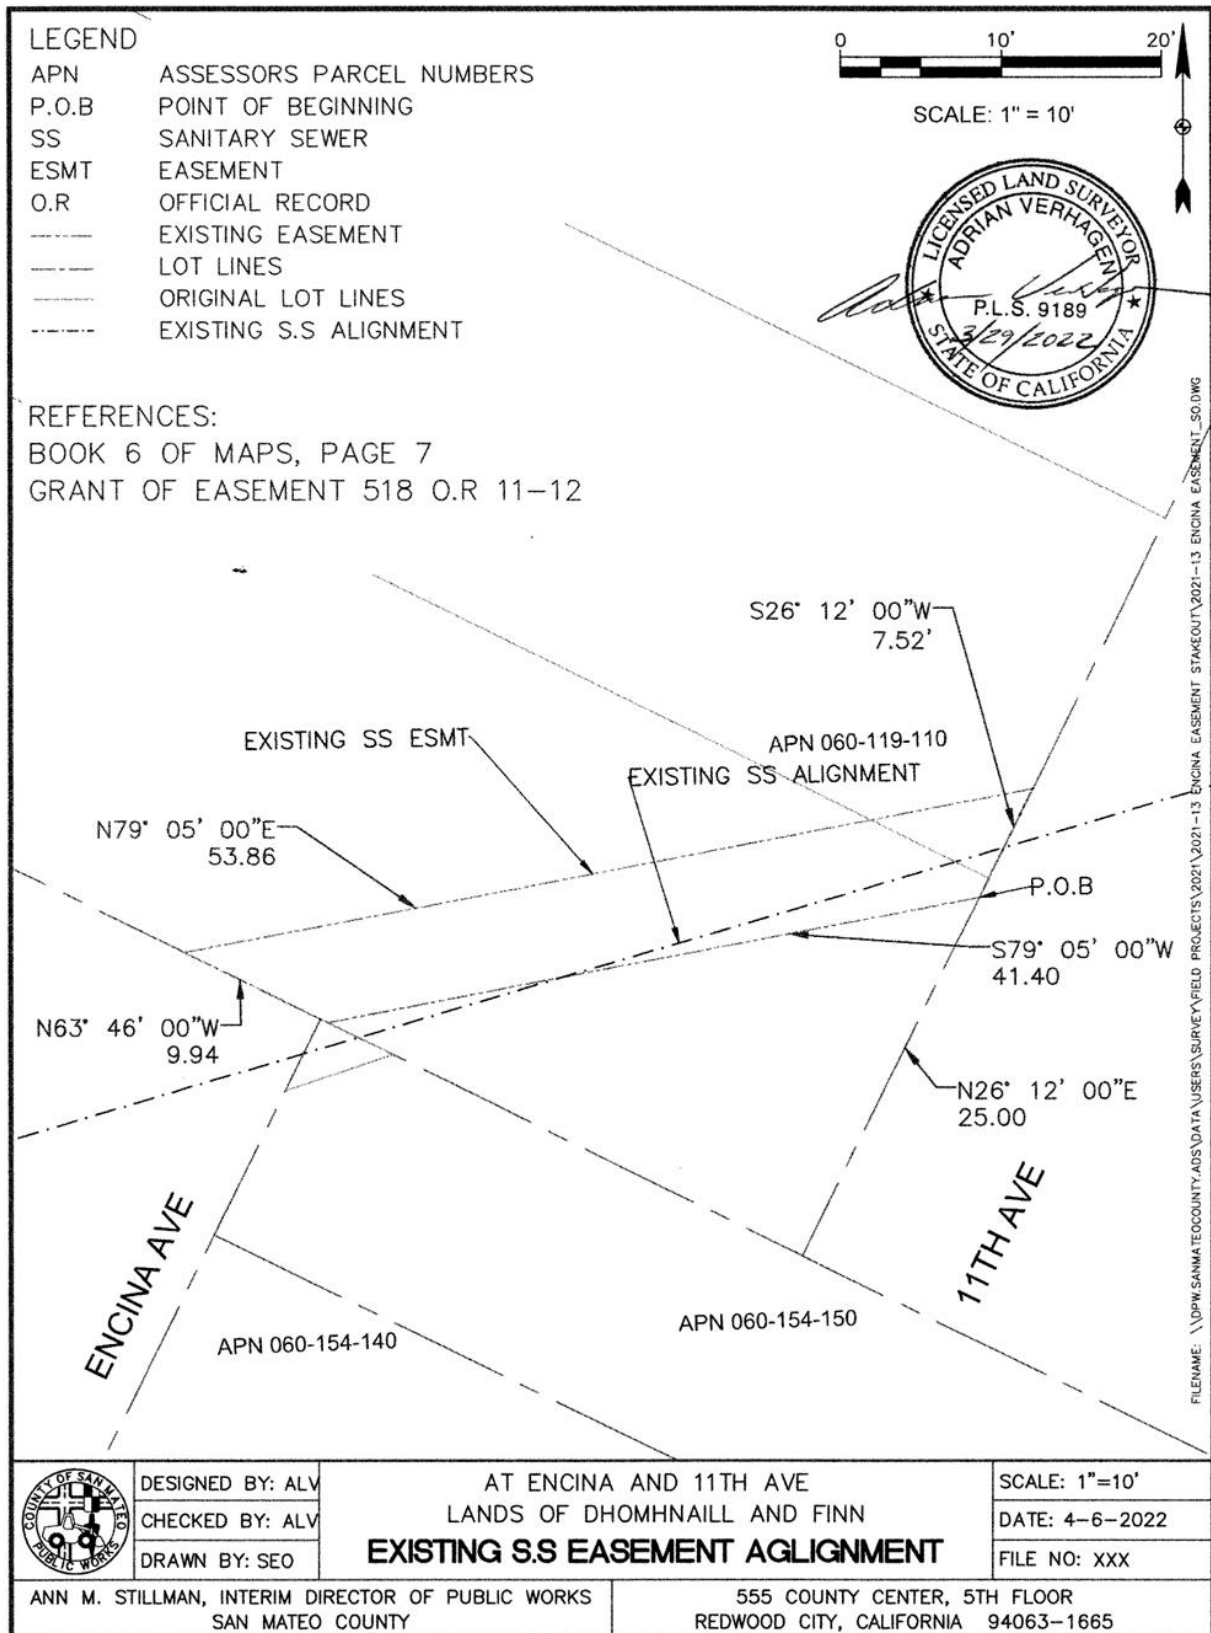 LEGEND
APN ASSESSORS PARCEL NUMBERS
P.O.B POINT OF BEGINNING
SS SANITARY SEWER
ESMT EASEMENT
O.R OFFICIAL RECORD
EXISTING EASEMENT
LOT LINES
ORIGINAL LOT LINES
EXISTING S.S ALIGNMENT
0 10' 20'
SCALE: 1" = 10'
LICENSED LAND SURVEYOR
ADRIAN VERHAGEN
P.L.S. 9189
3/29/2022
STATE OF CALIFORNIA
REFERENCES:
BOOK 6 OF MAPS, PAGE 7
GRANT OF EASEMENT 518 O.R 11-12
S26° 12' 00"W
7.52'
EXISTING SS ESMT
APN 060-119-110
EXISTING SS ALIGNMENT
N79° 05' 00"E
53.86
P.O.B
S79° 05' 00"W
41.40
N63° 46' 00"W
9.94
N26° 12' 00"E
25.00
ENCINA AVE
11TH AVE
APN 060-154-140
APN 060-154-150
FILENAME: \\DPW.SANMATEOCOUNTY.ADS\DATA\USERS\SURVEY\FIELD PROJECTS\2021\2021-13 ENCINA EASEMENT STAKEOUT\2021-13 ENCINA EASEMENT_SO.DWG
COUNTY OF SAN MATEO
PUBLIC WORKS
DESIGNED BY: ALV
CHECKED BY: ALV
DRAWN BY: SEO
AT ENCINA AND 11TH AVE
LANDS OF DHOMHNAILL AND FINN
EXISTING S.S EASEMENT AGLIGNMENT
SCALE: 1"=10'
DATE: 4-6-2022
FILE NO: XXX
ANN M. STILLMAN, INTERIM DIRECTOR OF PUBLIC WORKS
SAN MATEO COUNTY
555 COUNTY CENTER, 5TH FLOOR
REDWOOD CITY, CALIFORNIA 94063-1665